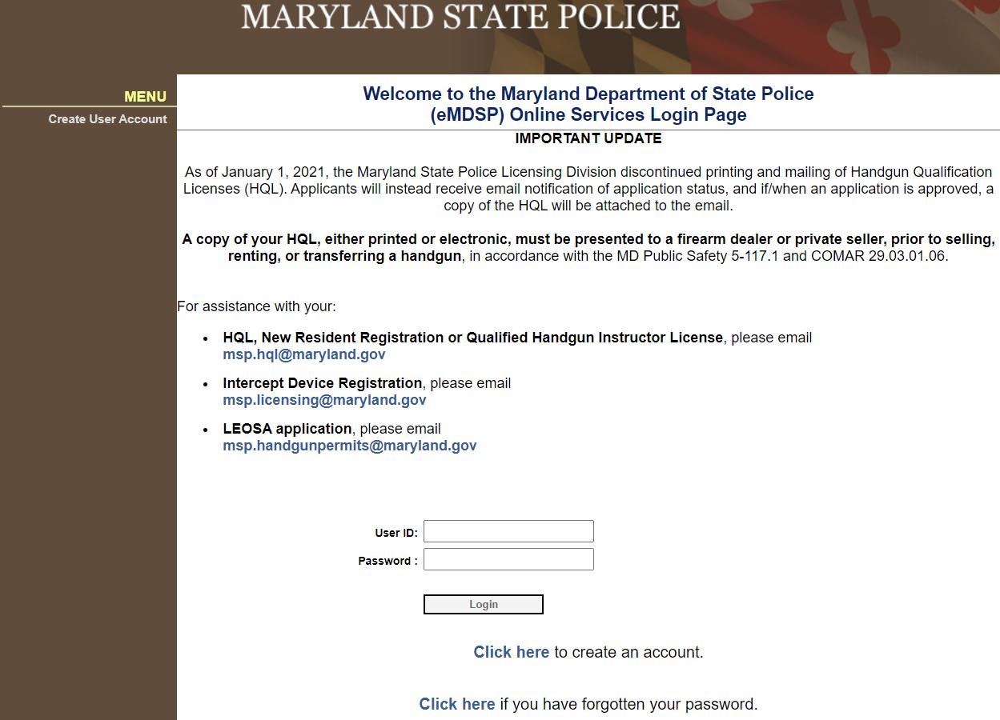 MARYLAND STATE POLICE
MENU
Create User Account
Welcome to the Maryland Department of State Police
(eMDSP) Online Services Login Page
IMPORTANT UPDATE
As of January 1, 2021, the Maryland State Police Licensing Division discontinued printing and mailing of Handgun Qualification
Licenses (HQL). Applicants will instead receive email notification of application status, and if/when an application is approved, a
copy of the HQL will be attached to the email.
A copy of your HQL, either printed or electronic, must be presented to a firearm dealer or private seller, prior to selling,
renting, or transferring a handgun, in accordance with the MD Public Safety 5-117.1 and COMAR 29.03.01.06.
For assistance with your:
• HQL, New Resident Registration or Qualified Handgun Instructor License, please email
msp.hql@maryland.gov
• Intercept Device Registration, please email
msp.licensing@maryland.gov
• LEOSA application, please email
msp.handgunpermits@maryland.gov
User ID:
Password :
Login
Click here to create an account.
Click here if you have forgotten your password.